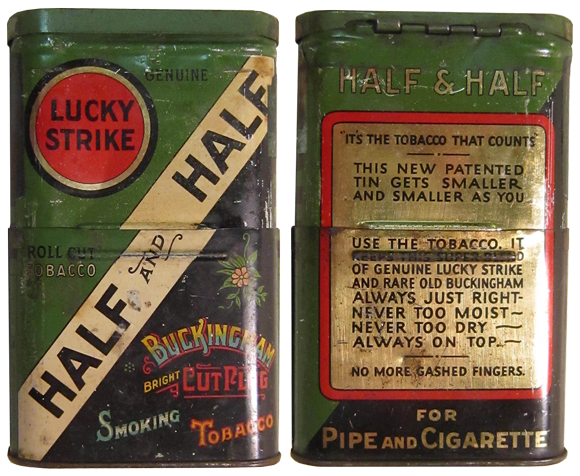 GENUINE
LUCKY
STRIKE
HALF AND HALF
ROLL CUT
TOBACCO
BUCKINGHAM
BRIGHT CUT PLUG
SMOKING
TOBACCO
HALF & HALF
"IT'S THE TOBACCO THAT COUNTS"
THIS NEW PATENTED
TIN GETS SMALLER
AND SMALLER AS YOU
USE THE TOBACCO. IT
OF GENUINE LUCKY STRIKE
AND RARE OLD BUCKINGHAM
ALWAYS JUST RIGHT-
NEVER TOO MOIST~
NEVER TOO DRY ~
ALWAYS ON TOP.~
NO MORE GASHED FINGERS.
FOR
PIPE AND CIGARETTE